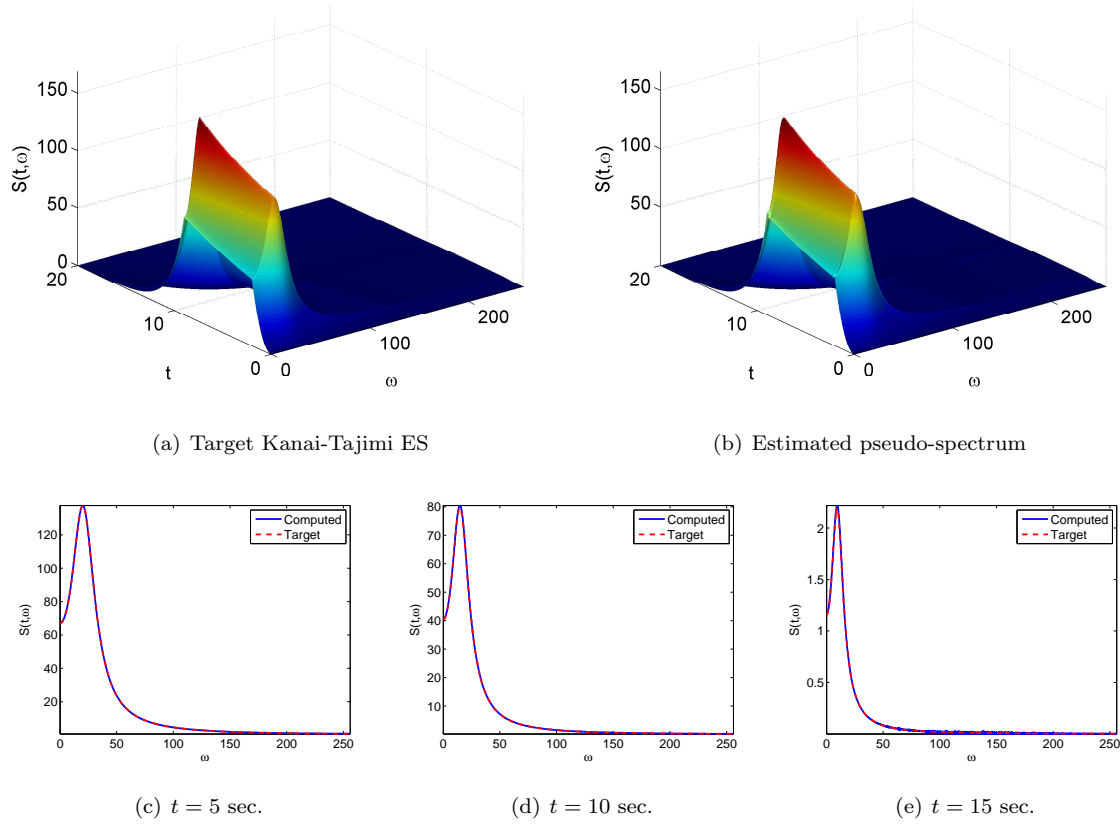 150
100
50
0
20
10
0
0
100
200
S(t,ω)
t
ω
(a) Target Kanai-Tajimi ES
150
100
50
0
20
10
0
0
100
200
S(t,ω)
t
ω
(b) Estimated pseudo-spectrum
120
100
80
60
40
20
0
50
100
150
200
250
S(t,ω)
ω
Computed
Target
(c) t = 5 sec.
80
70
60
50
40
30
20
10
0
50
100
150
200
250
S(t,ω)
ω
Computed
Target
(d) t = 10 sec.
2
1.5
1
0.5
0
50
100
150
200
250
S(t,ω)
ω
Computed
Target
(e) t = 15 sec.